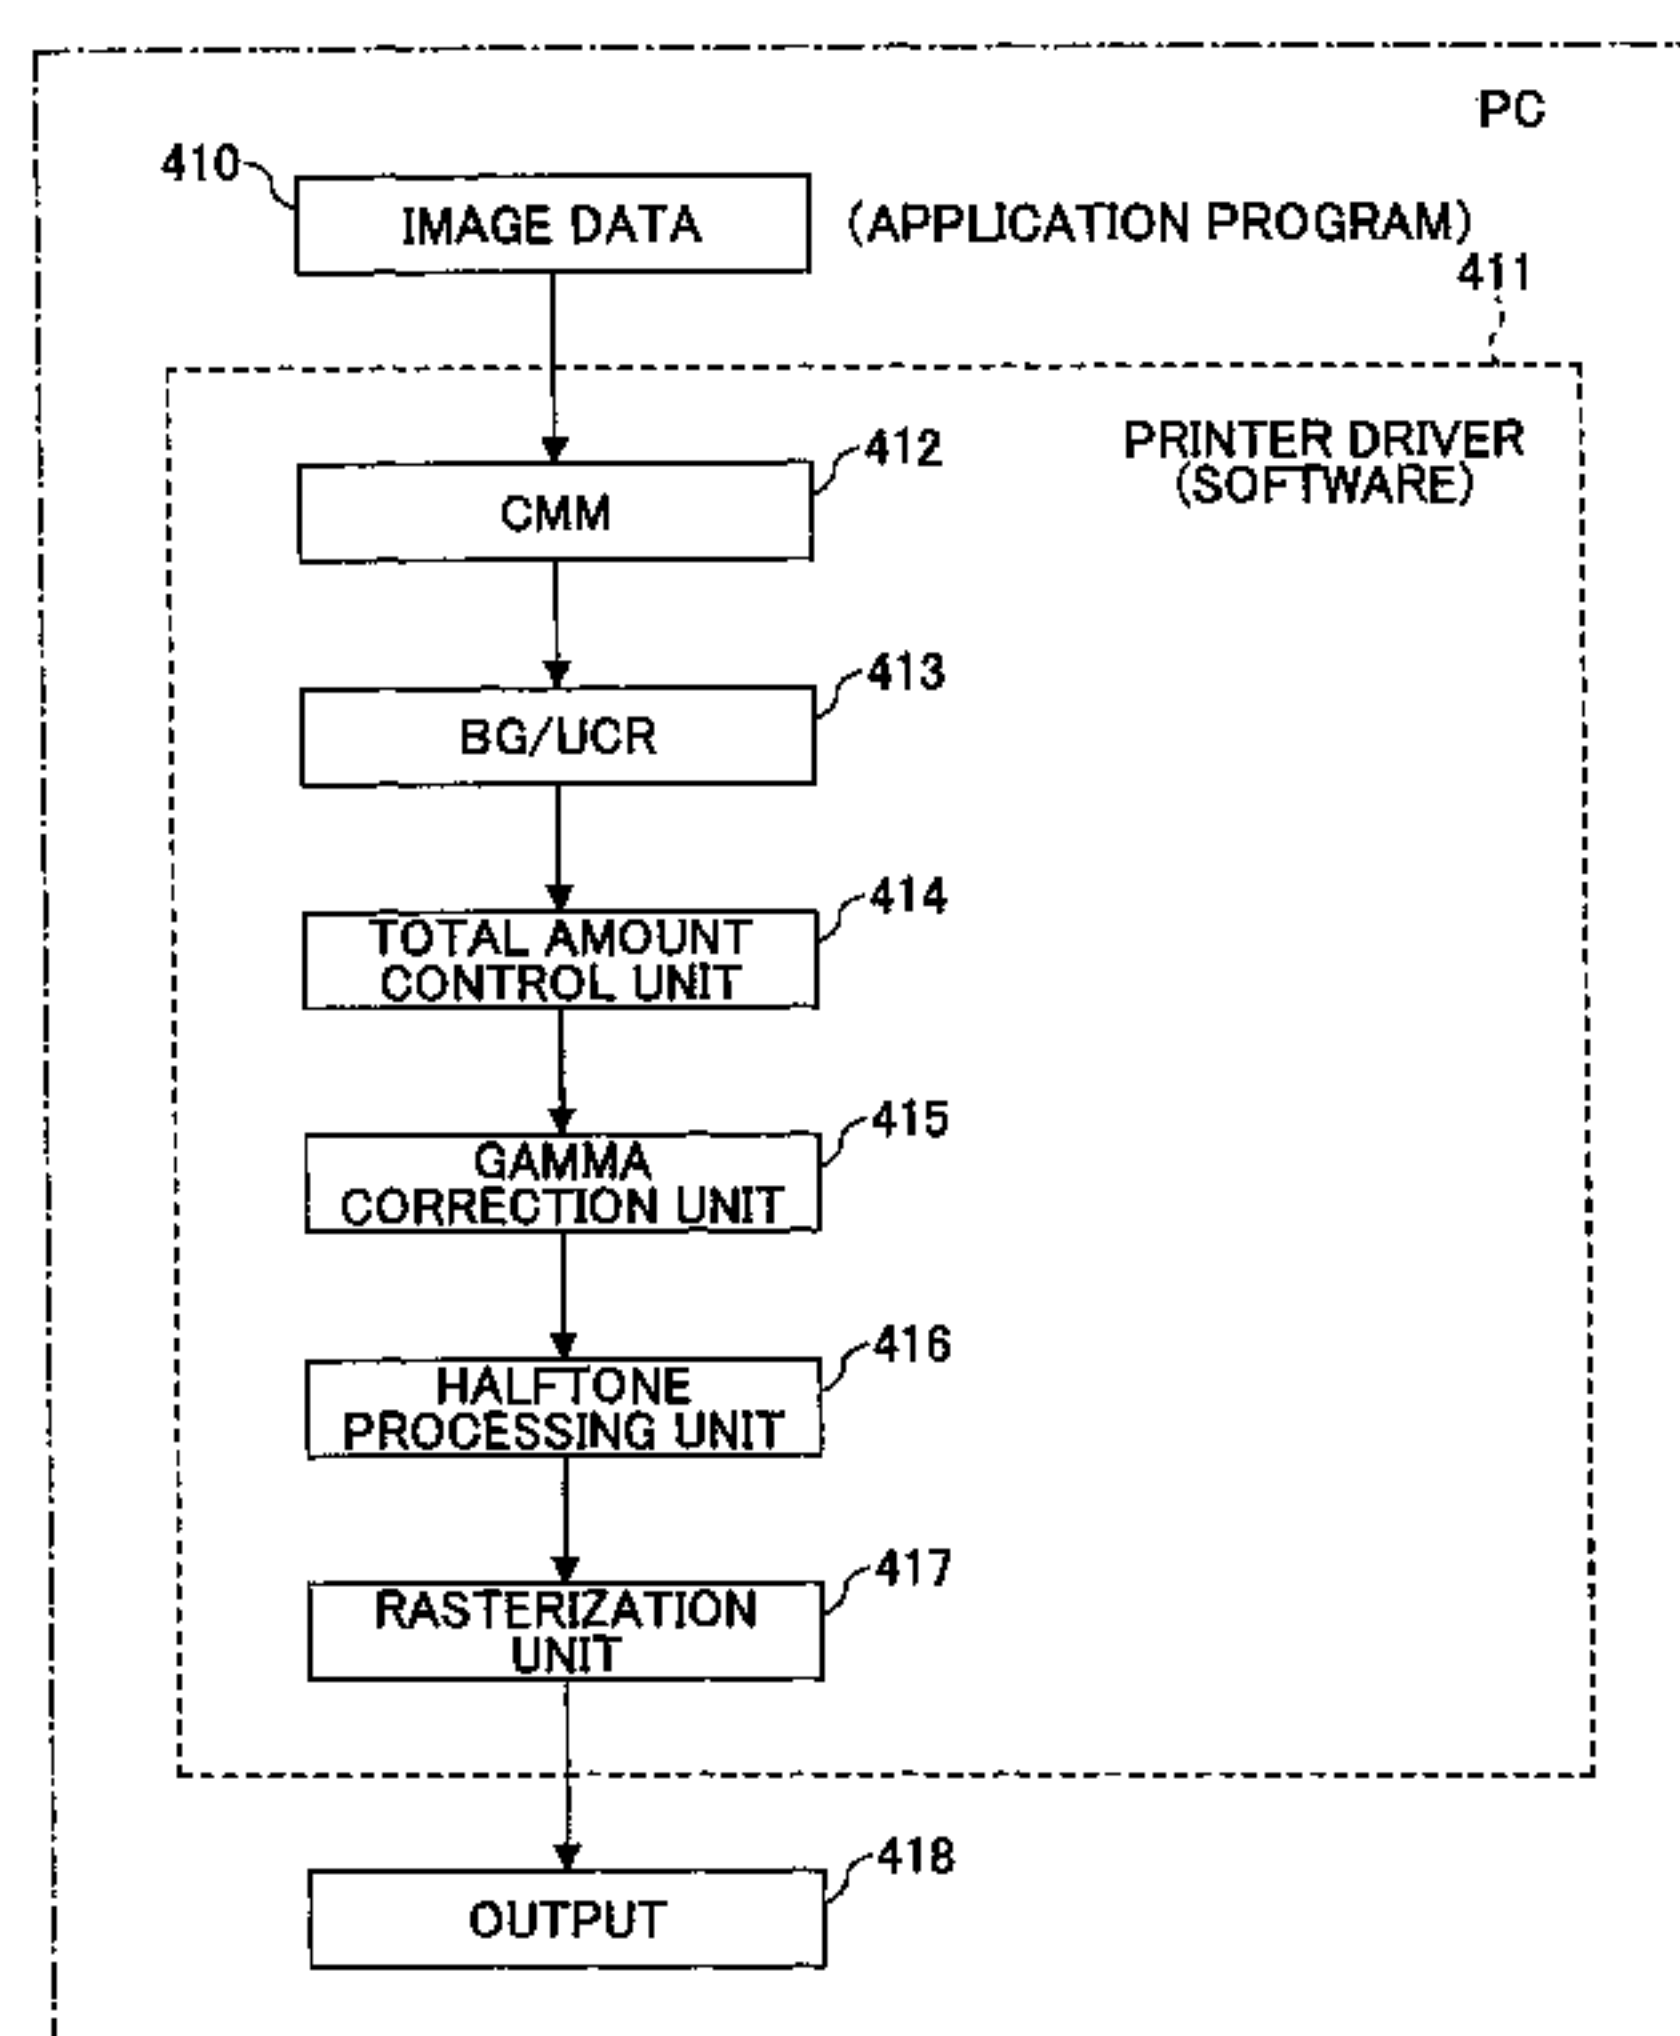 PC
410
IMAGE DATA
(APPLICATION PROGRAM)
411
PRINTER DRIVER
(SOFTWARE)
412
CMM
413
BG/UCR
414
TOTAL AMOUNT
CONTROL UNIT
415
GAMMA
CORRECTION UNIT
416
HALFTONE
PROCESSING UNIT
417
RASTERIZATION
UNIT
418
OUTPUT